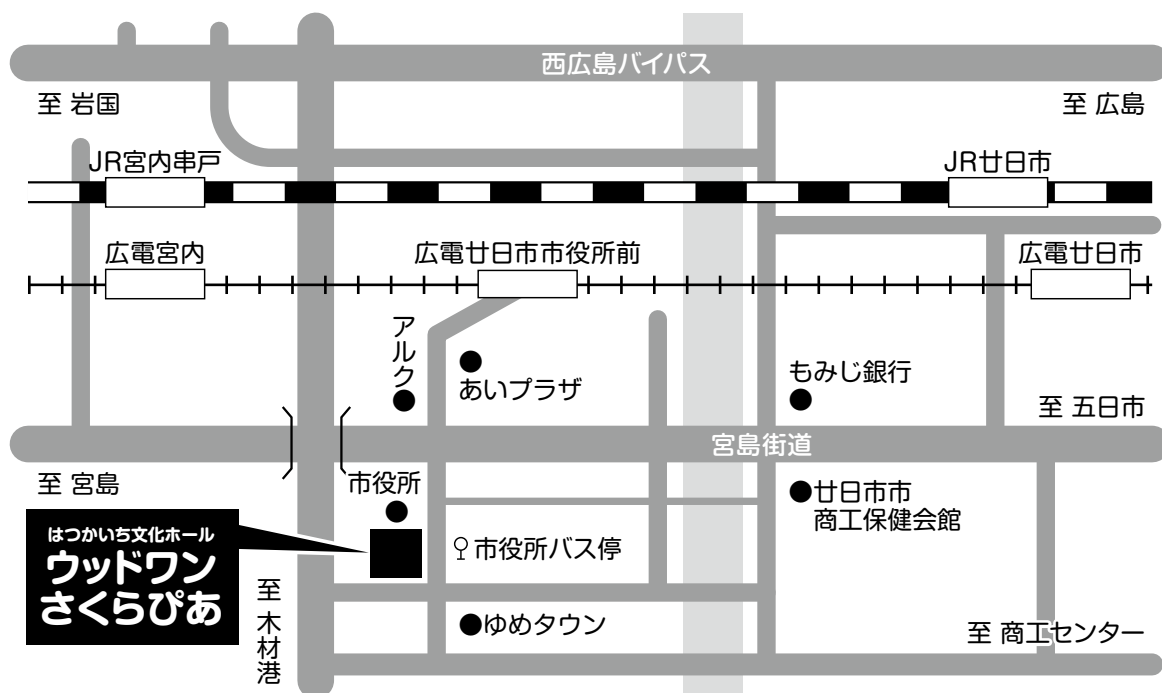 西広島バイパス
至 岩国
至 広島
JR宮内串戸
JR廿日市
広電宮内
広電廿日市市役所前
広電廿日市
アルク
あいプラザ
もみじ銀行
至 五日市
宮島街道
至 宮島
市役所
廿日市市
商工保健会館
はつかいち文化ホール
ウッドワン
さくらぴあ
市役所バス停
至 木材港
ゆめタウン
至 商工センター